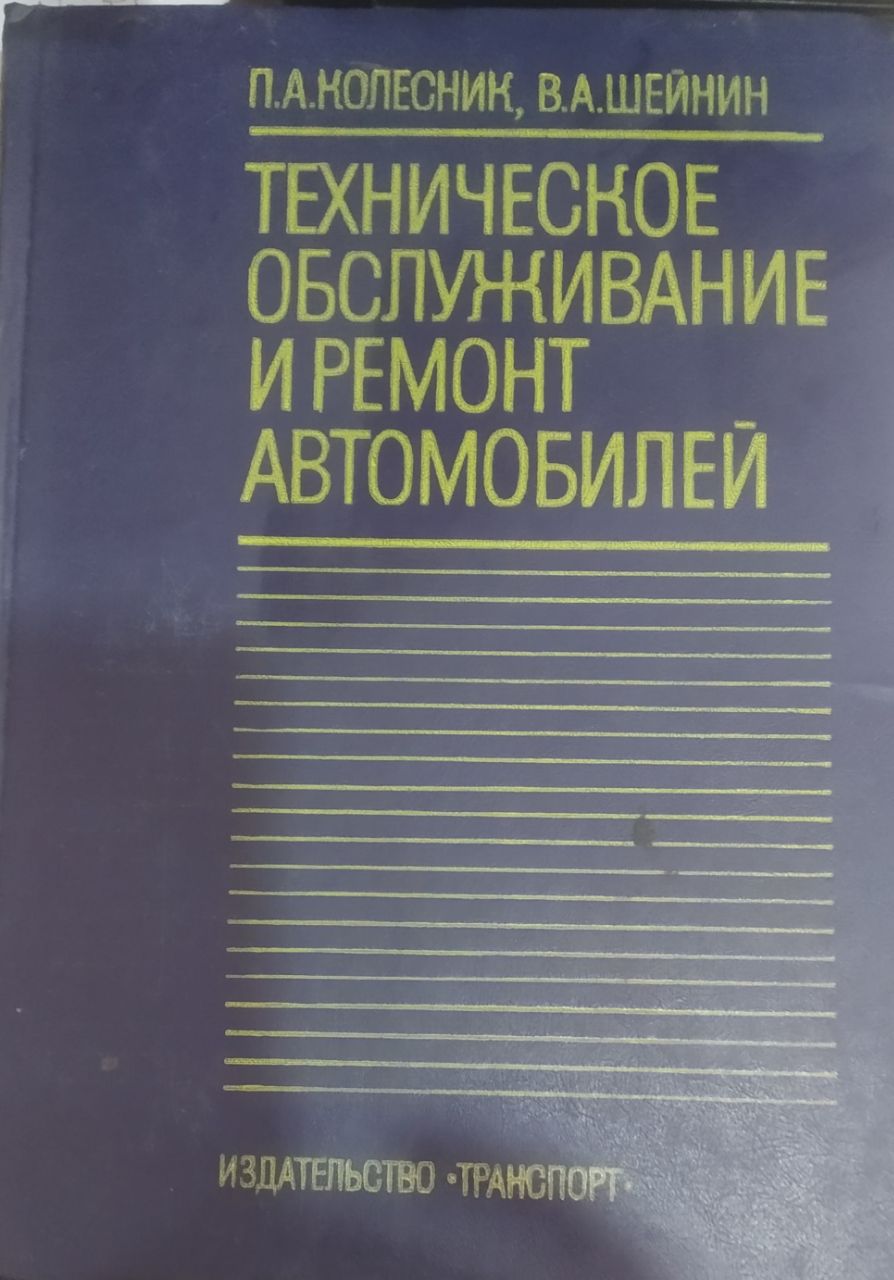 П.А.КОЛЕСНИК, В.А.ШЕЙНИН
ТЕХНИЧЕСКОЕ
ОБСЛУЖИВАНИЕ
И РЕМОНТ
АВТОМОБИЛЕЙ
ИЗДАТЕЛЬСТВО «ТРАНСПОРТ»